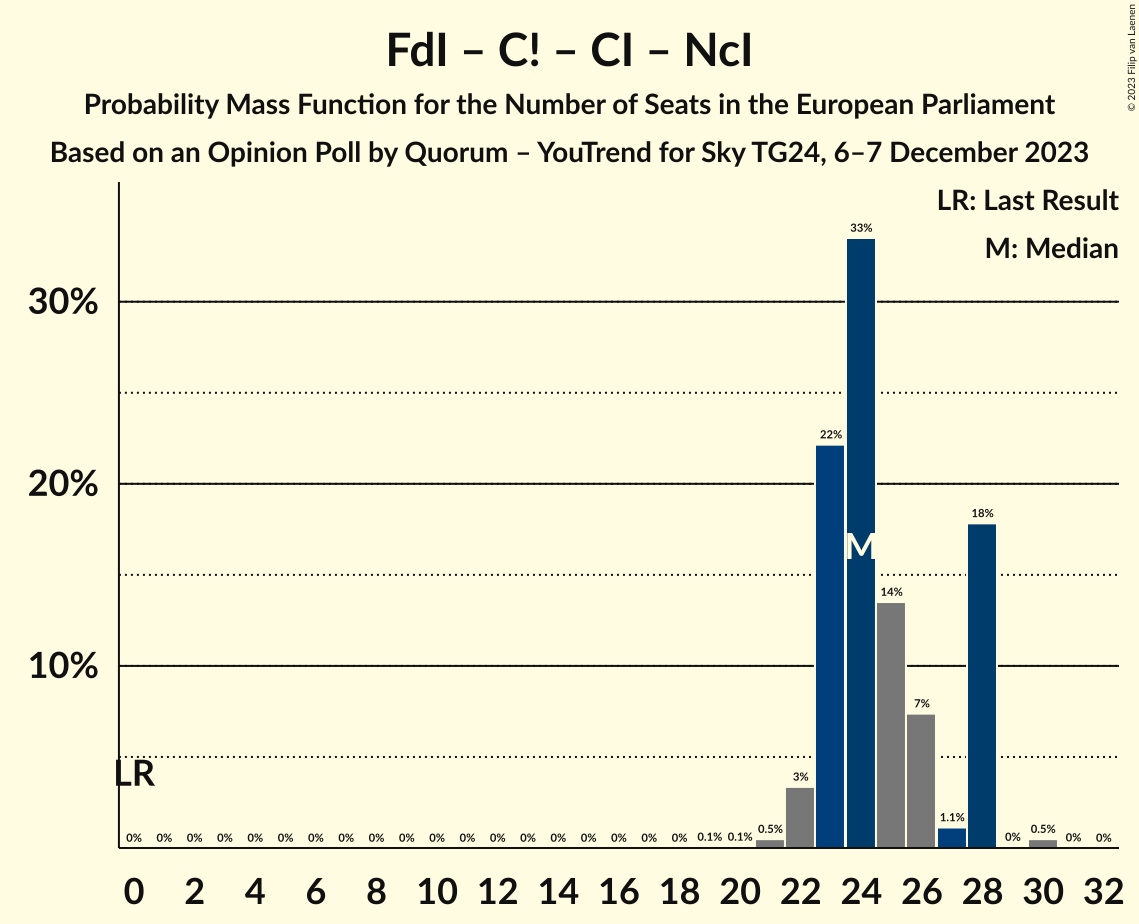 FdI – C! – CI – NcI
Probability Mass Function for the Number of Seats in the European Parliament
Based on an Opinion Poll by Quorum – YouTrend for Sky TG24, 6–7 December 2023
© 2023 Filip van Laenen
LR: Last Result
M: Median
30%
20%
10%
LR
M
0% 0% 0% 0% 0% 0% 0% 0% 0% 0% 0% 0% 0% 0% 0% 0% 0% 0% 0% 0.1% 0.1% 0.5% 3% 22% 33% 14% 7% 1.1% 18% 0% 0.5% 0% 0%
0 2 4 6 8 10 12 14 16 18 20 22 24 26 28 30 32